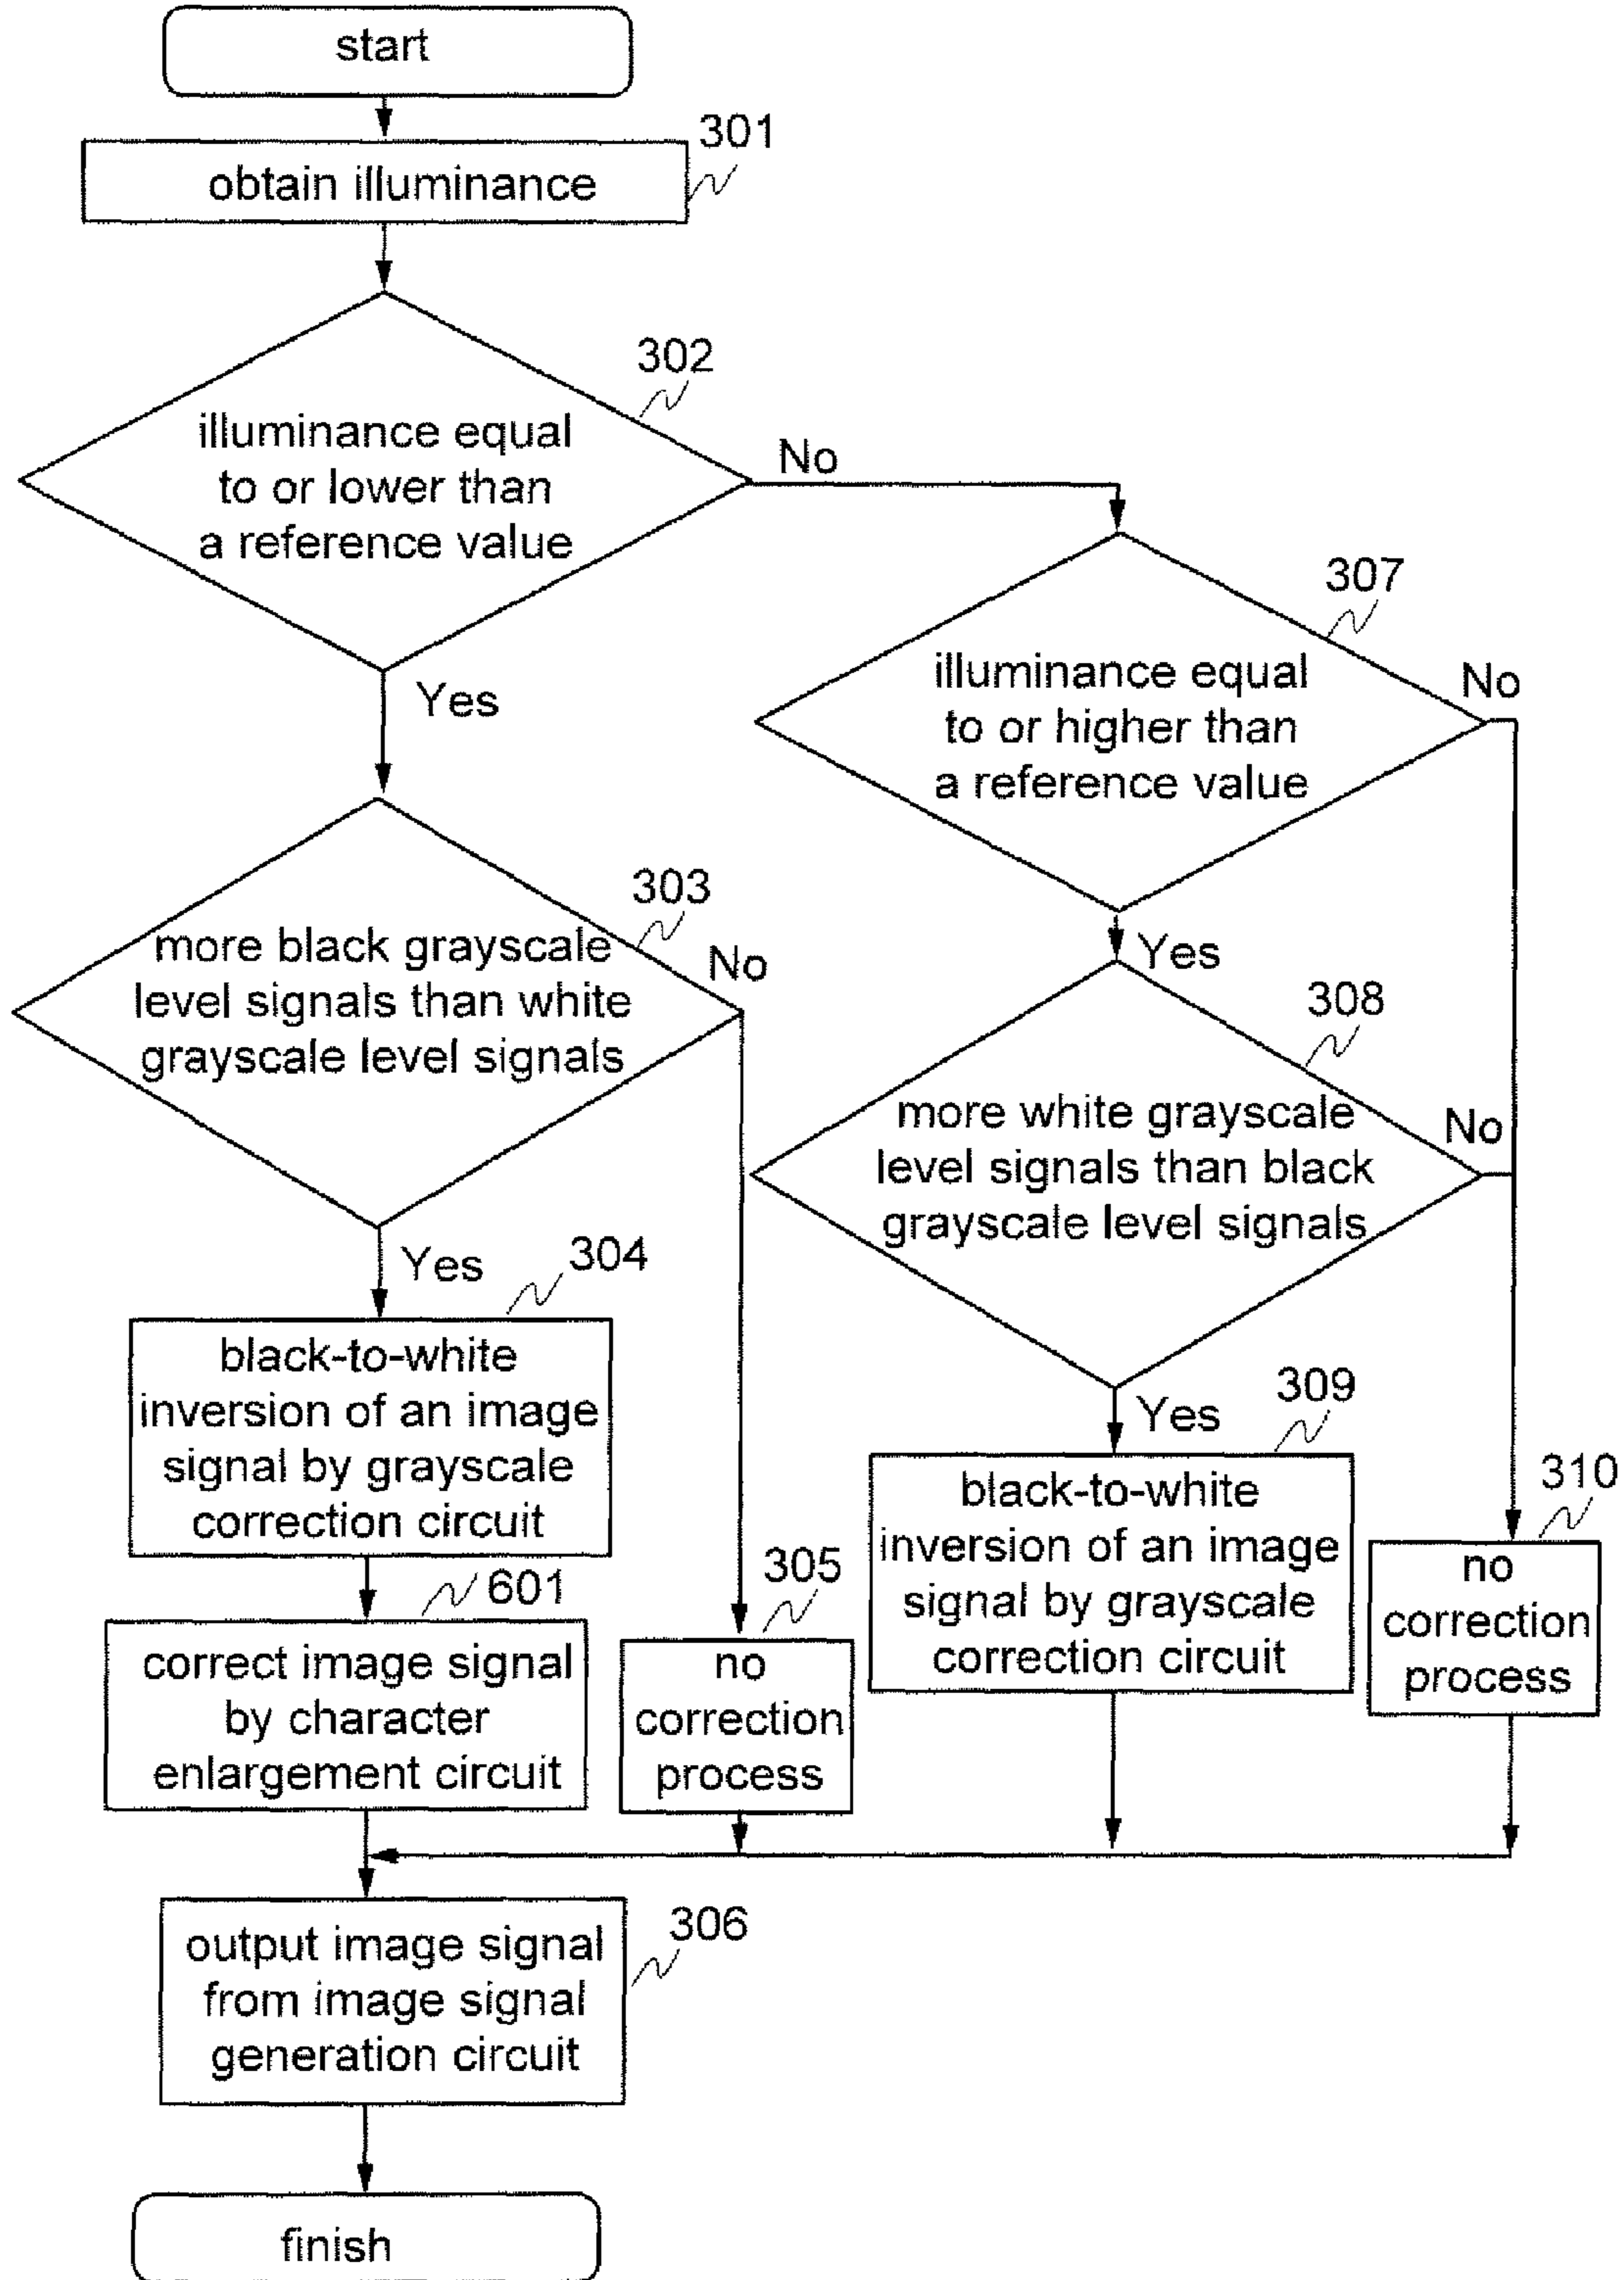 start
301
obtain illuminance
302
illuminance equal
to or lower than
a reference value
No
Yes
307
illuminance equal
to or higher than
a reference value
No
Yes
303
more black grayscale
level signals than white
grayscale level signals
No
Yes
308
more white grayscale
level signals than black
grayscale level signals
No
Yes
304
black-to-white
inversion of an image
signal by grayscale
correction circuit
309
black-to-white
inversion of an image
signal by grayscale
correction circuit
310
no
correction
process
305
no
correction
process
601
correct image signal
by character
enlargement circuit
306
output image signal
from image signal
generation circuit
finish